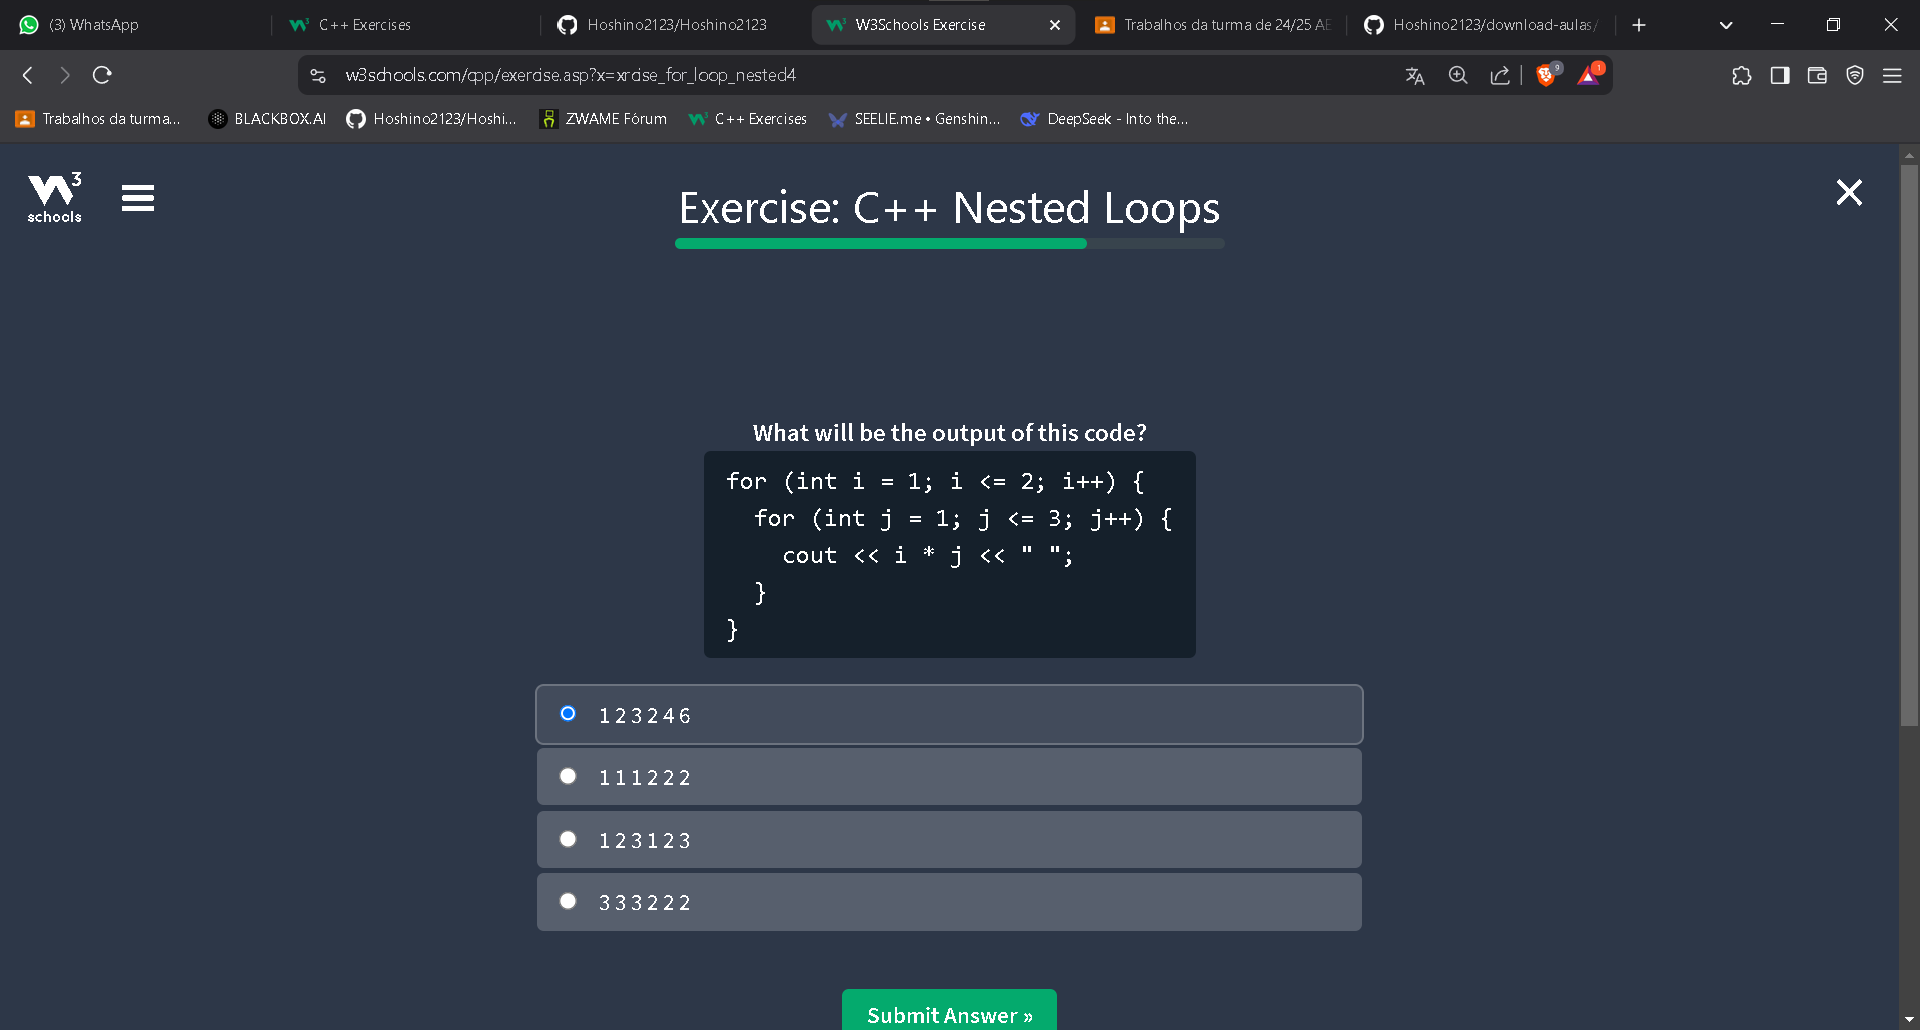 (3) WhatsApp
C++ Exercises
Hoshino2123/Hoshino2123
W3Schools Exercise
Trabalhos da turma de 24/25 AE
Hoshino2123/download-aulas/
w3schools.com/cpp/exercise.asp?x=xrcise_for_loop_nested4
9
1
Trabalhos da turma...
BLACKBOX.AI
Hoshino2123/Hoshi...
ZWAME Fórum
C++ Exercises
SEELIE.me • Genshin...
DeepSeek - Into the...
W3
schools
Exercise: C++ Nested Loops
What will be the output of this code?
for (int i = 1; i <= 2; i++) {
  for (int j = 1; j <= 3; j++) {
    cout << i * j << " ";
  }
}
1 2 3 2 4 6
1 1 1 2 2 2
1 2 3 1 2 3
3 3 3 2 2 2
Submit Answer »